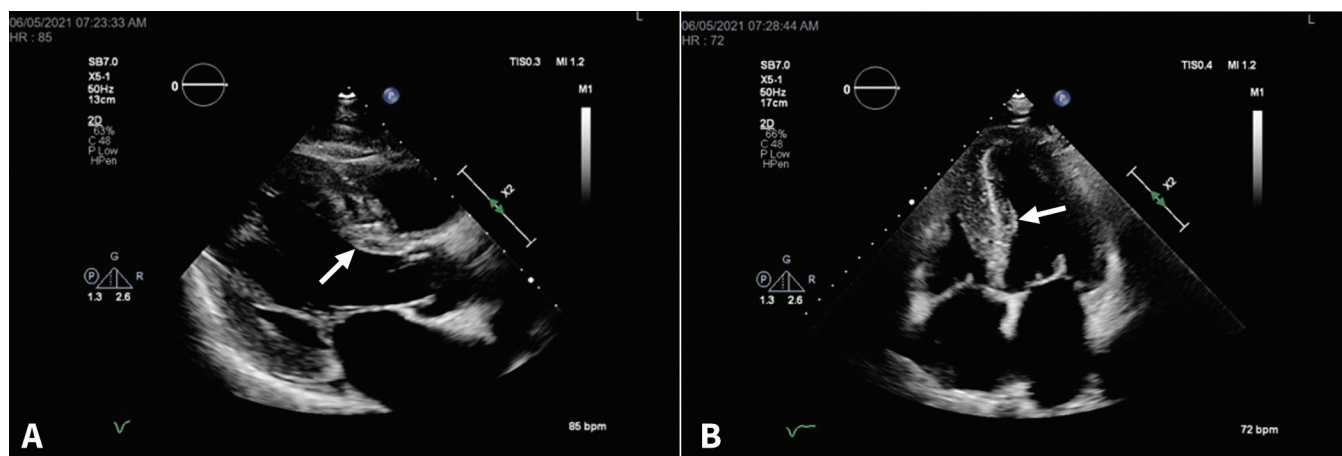 06/05/2021 07:23:33 AM
HR : 85
L
SB7.0
X5-1
50Hz
13cm
2D
63%
C 48
P Low
HPen
TIS0.3 MI 1.2
M1
0
P
X2
G
P R
1.3 2.6
A
85 bpm
06/05/2021 07:28:44 AM
HR : 72
L
SB7.0
X5-1
50Hz
17cm
2D
66%
C 48
P Low
HPen
TIS0.4 MI 1.2
M1
0
P
X2
G
P R
1.3 2.6
B
72 bpm